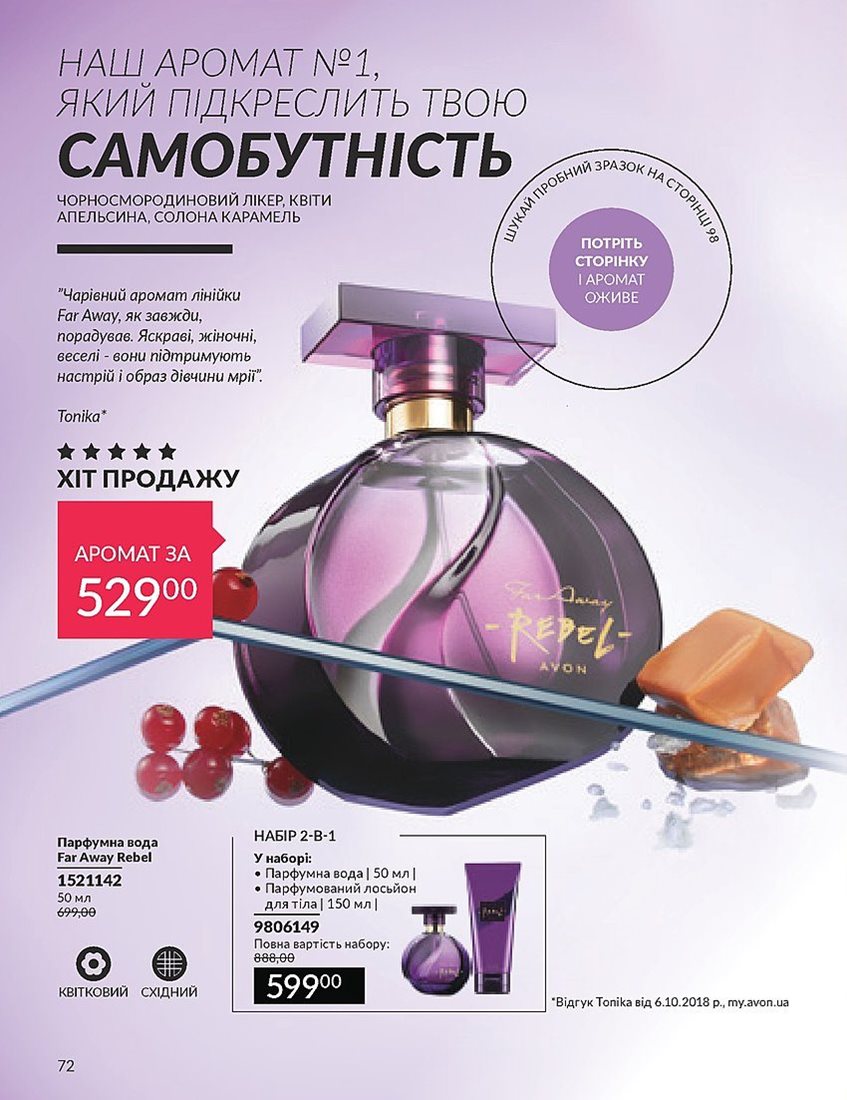 НАШ АРОМАТ №1,
ЯКИЙ ПІДКРЕСЛИТЬ ТВОЮ
САМОБУТНІСТЬ
ЧОРНОСМОРОДИНОВИЙ ЛІКЕР, КВІТИ
АПЕЛЬСИНА, СОЛОНА КАРАМЕЛЬ
ШУКАЙ ПРОБНИЙ ЗРАЗОК НА СТОРІНЦІ 98
ПОТРІТЬ
СТОРІНКУ
І АРОМАТ
ОЖИВЕ
"Чарівний аромат лінійки
Far Away, як завжди,
порадував. Яскраві, жіночні,
веселі - вони підтримують
настрій і образ дівчини мрії".
Tonika*
ХІТ ПРОДАЖУ
АРОМАТ ЗА
52900
Far Away
-REBEL-
AVON
Парфумна вода
Far Away Rebel
1521142
50 мл
699,00
КВІТКОВИЙ
СХІДНИЙ
НАБІР 2-В-1
У наборі:
• Парфумна вода | 50 мл |
• Парфумований лосьйон
для тіла | 150 мл |
9806149
Повна вартість набору:
888,00
59900
REBEL
*Відгук Tonika від 6.10.2018 р., my.avon.ua
72